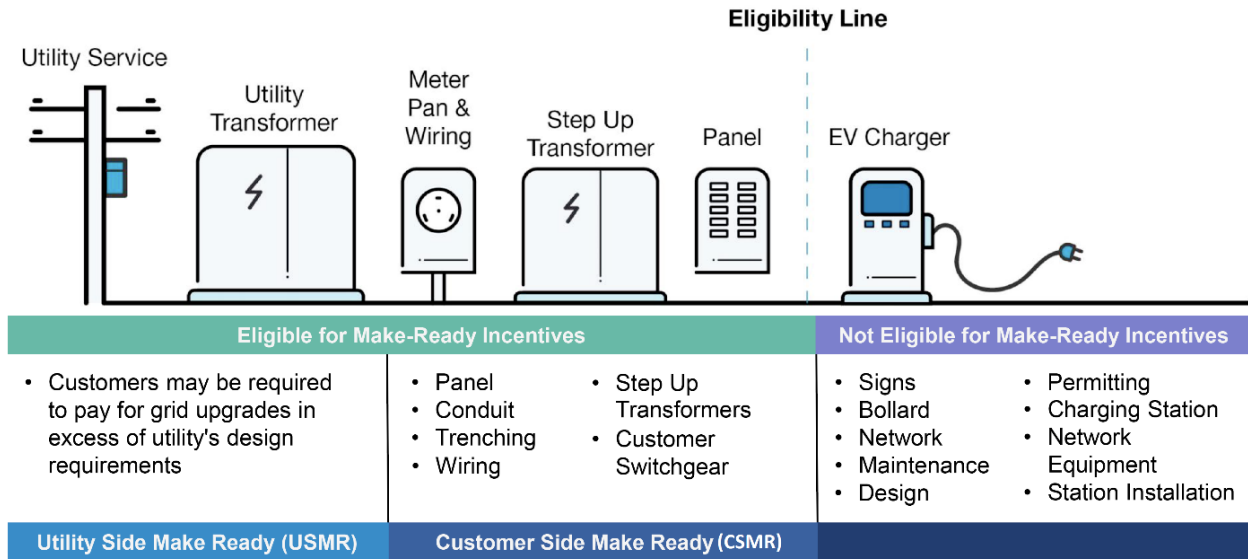 Eligibility Line
Utility Service
Utility
Transformer
Meter
Pan &
Wiring
Step Up
Transformer
Panel
EV Charger
Eligible for Make-Ready Incentives
Not Eligible for Make-Ready Incentives
• Customers may be required
to pay for grid upgrades in
excess of utility's design
requirements
• Panel
• Conduit
• Trenching
• Wiring
• Step Up
Transformers
• Customer
Switchgear
• Signs
• Bollard
• Network
• Maintenance
• Design
• Permitting
• Charging Station
• Network
Equipment
• Station Installation
Utility Side Make Ready (USMR)
Customer Side Make Ready (CSMR)